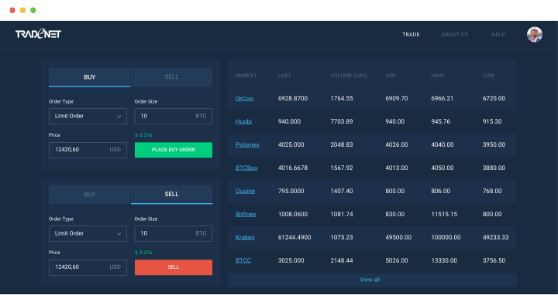 TRADENET
TRADE ABOUT US HELP
BUY SELL
Order Type Order Size
Limit Order 10 BTC
Price
12420,60 USD PLACE BUY ORDER
BUY SELL
Order Type Order Size
Limit Order 10 BTC
Price
12420,60 USD SELL
MARKET LAST VOLUME (24H) ASK HIGH LOW
OKCoin 6928.8700 1764.55 6909.70 6966.21 6720.00
Huobi 940.000 7703.89 940.00 945.76 915.30
Poloniex 4025.000 2048.83 4026.00 4040.00 3950.00
BTCBox 4016.6678 1567.92 4013.00 4050.00 3880.00
Quoine 795.0000 1407.40 800.00 806.00 768.00
Bitfinex 1008.0600 1081.74 830.00 11515.15 800.00
Kraken 61244.4900 1075.23 49500.00 100000.00 49233.33
BTCC 3025.000 2148.44 5026.00 13330.00 3756.50
View all